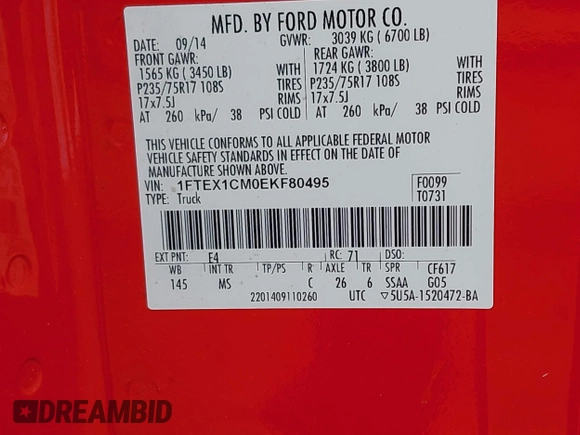 MFD. BY FORD MOTOR CO.
DATE: 09/14 GVWR: 3039 KG ( 6700 LB)
FRONT GAWR: REAR GAWR:
1565 KG ( 3450 LB) WITH 1724 KG ( 3800 LB) WITH
P235/75R17 108S TIRES P235/75R17 108S TIRES
17x7.5J RIMS 17x7.5J RIMS
AT 260 kPa/ 38 PSI COLD AT 260 kPa/ 38 PSI COLD
THIS VEHICLE CONFORMS TO ALL APPLICABLE FEDERAL MOTOR
VEHICLE SAFETY STANDARDS IN EFFECT ON THE DATE OF
MANUFACTURE SHOWN ABOVE.
VIN: 1FTEX1CM0EKF80495 F0099
TYPE: Truck T0731
EXT PNT: E4 RC: 71 DSO:
WB INT TR TP/PS R AXLE TR SPR CF617
145 MS C 26 6 SSAA G05
2201409110260 UTC ▽5U5A-1520472-BA
DREAMBID